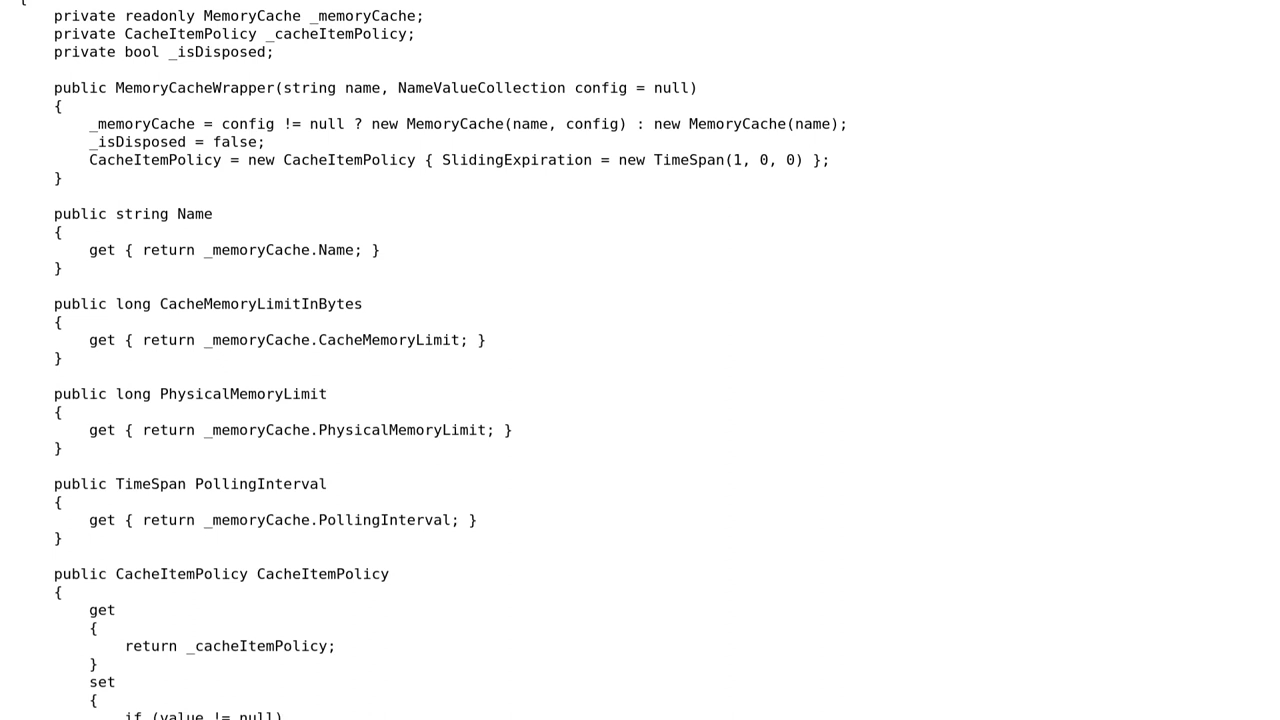 {
    private readonly MemoryCache _memoryCache;
    private CacheItemPolicy _cacheItemPolicy;
    private bool _isDisposed;

    public MemoryCacheWrapper(string name, NameValueCollection config = null)
    {
        _memoryCache = config != null ? new MemoryCache(name, config) : new MemoryCache(name);
        _isDisposed = false;
        CacheItemPolicy = new CacheItemPolicy { SlidingExpiration = new TimeSpan(1, 0, 0) };
    }

    public string Name
    {
        get { return _memoryCache.Name; }
    }

    public long CacheMemoryLimitInBytes
    {
        get { return _memoryCache.CacheMemoryLimit; }
    }

    public long PhysicalMemoryLimit
    {
        get { return _memoryCache.PhysicalMemoryLimit; }
    }

    public TimeSpan PollingInterval
    {
        get { return _memoryCache.PollingInterval; }
    }

    public CacheItemPolicy CacheItemPolicy
    {
        get
        {
            return _cacheItemPolicy;
        }
        set
        {
            if (value != null)